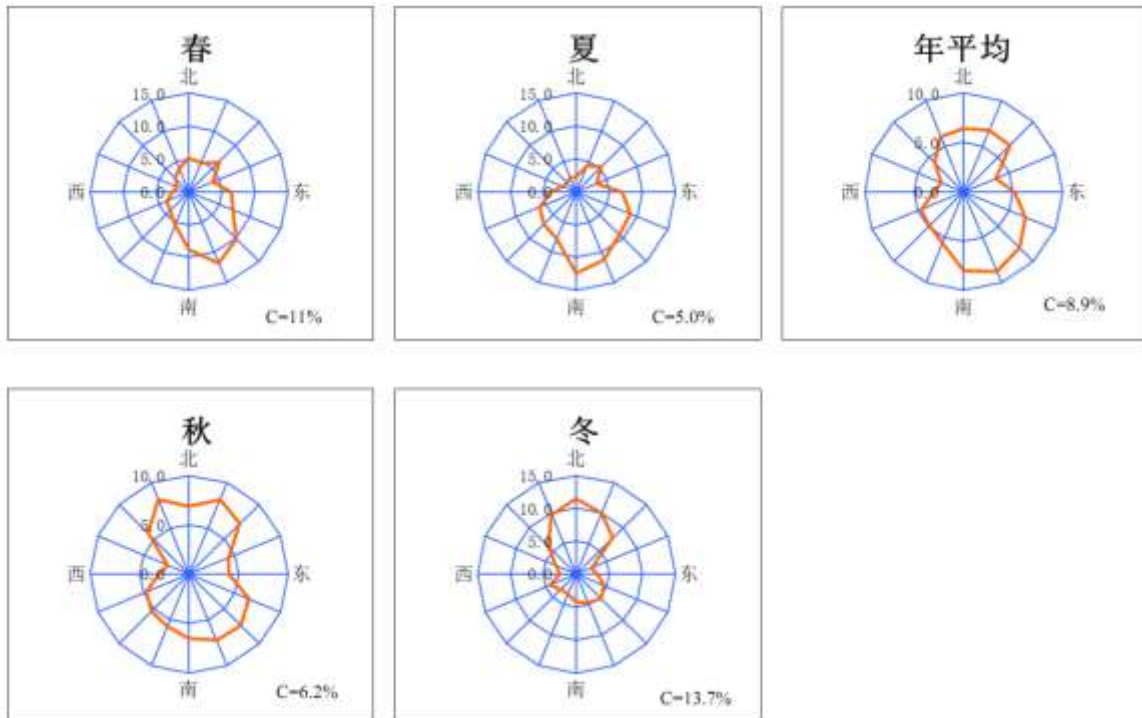 春
北
15.0
10.0
5.0
0.0
西
东
南
C=11%
夏
北
15.0
10.0
5.0
0.0
西
东
南
C=5.0%
年平均
北
10.0
5.0
0.0
西
东
南
C=8.9%
秋
北
10.0
5.0
0.0
西
东
南
C=6.2%
冬
北
15.0
10.0
5.0
0.0
西
东
南
C=13.7%